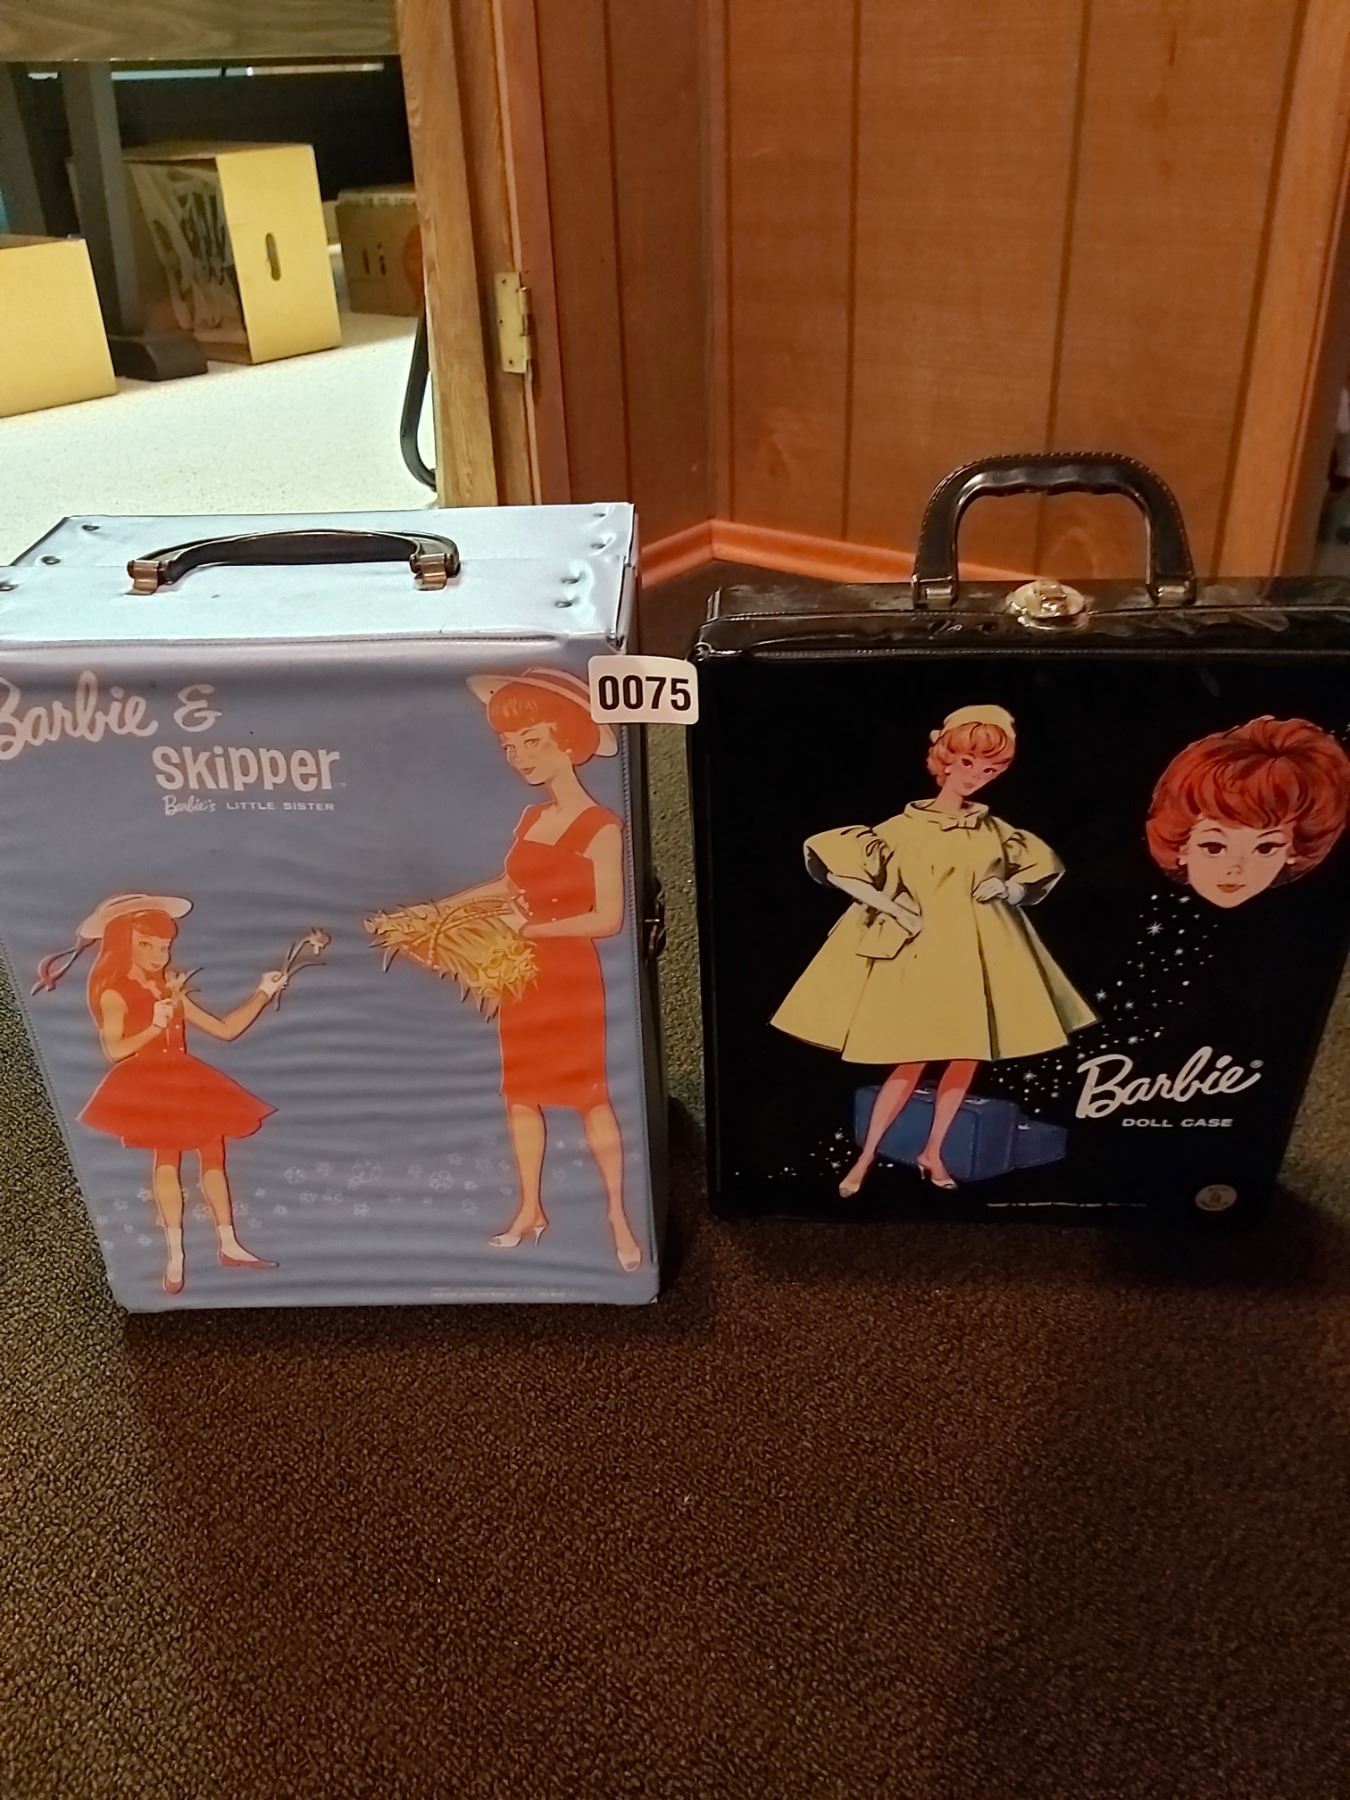 Barbie &
Skipper
Barbie's LITTLE SISTER
0075
Barbie®
DOLL CASE